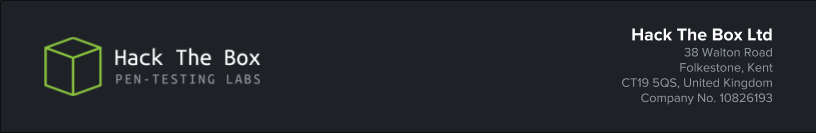 Hack The Box
PEN-TESTING LABS
Hack The Box Ltd
38 Walton Road
Folkestone, Kent
CT19 5QS, United Kingdom
Company No. 10826193